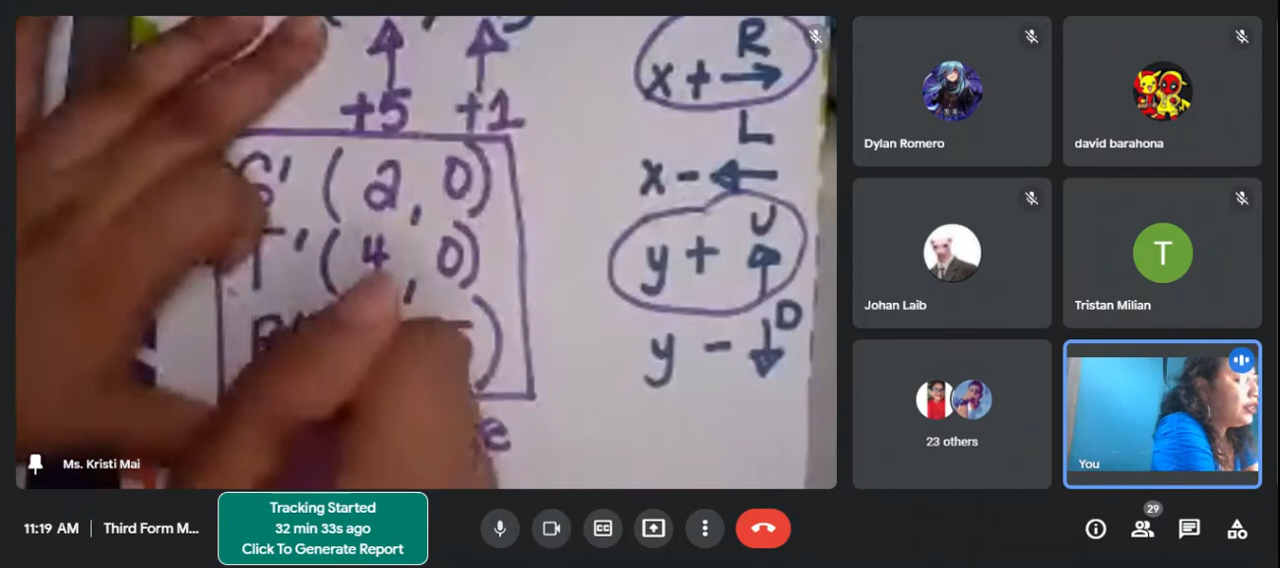 +5 +1
S' ( 2, 0)
T' ( 4, 0)
R
x + →
L
x - ←
U
y + ↑
y - ↓ D
Ms. Kristi Mai
Dylan Romero
david barahona
Johan Laib
T
Tristan Milian
23 others
You
11:19 AM | Third Form M...
Tracking Started
32 min 33s ago
Click To Generate Report
CC
29